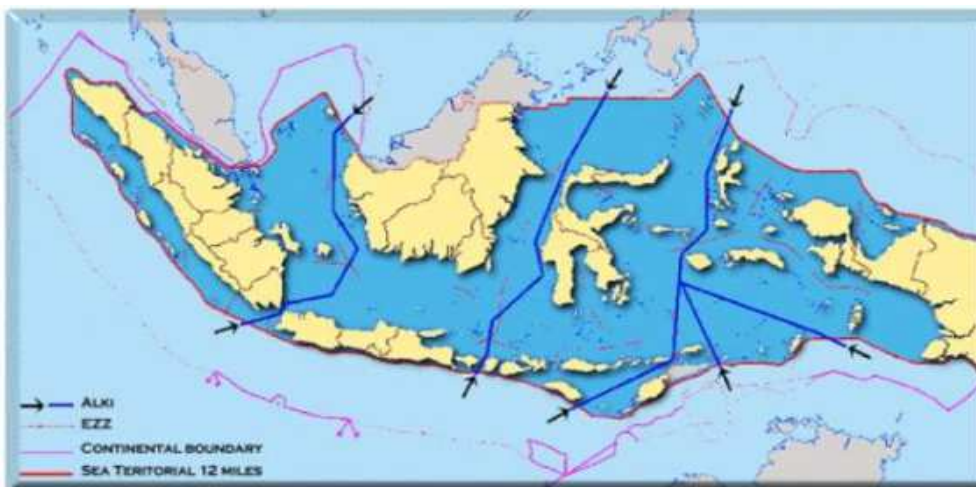 ALKI
EZZ
CONTINENTAL BOUNDARY
SEA TERITORIAL 12 MILES